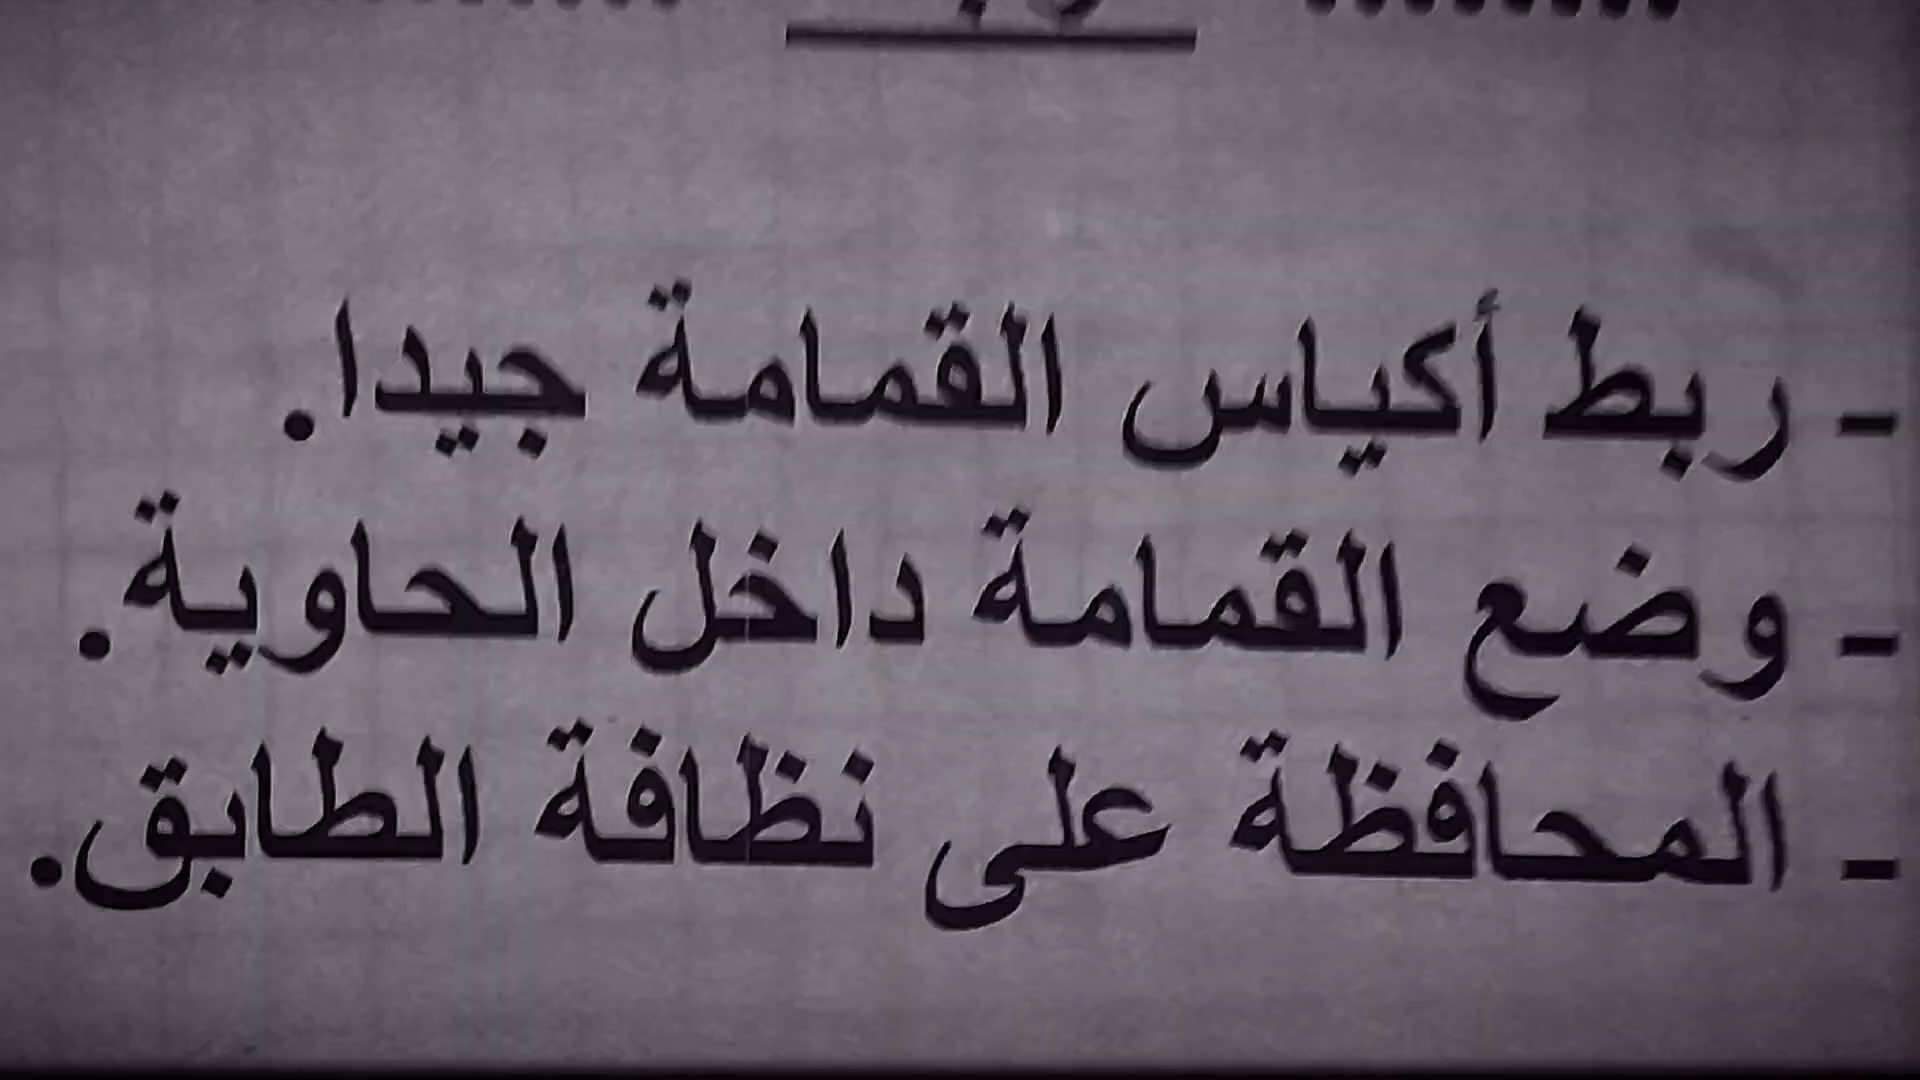 - ربط أكياس القمامة جيدا.
- وضع القمامة داخل الحاوية.
- المحافظة على نظافة الطابق.